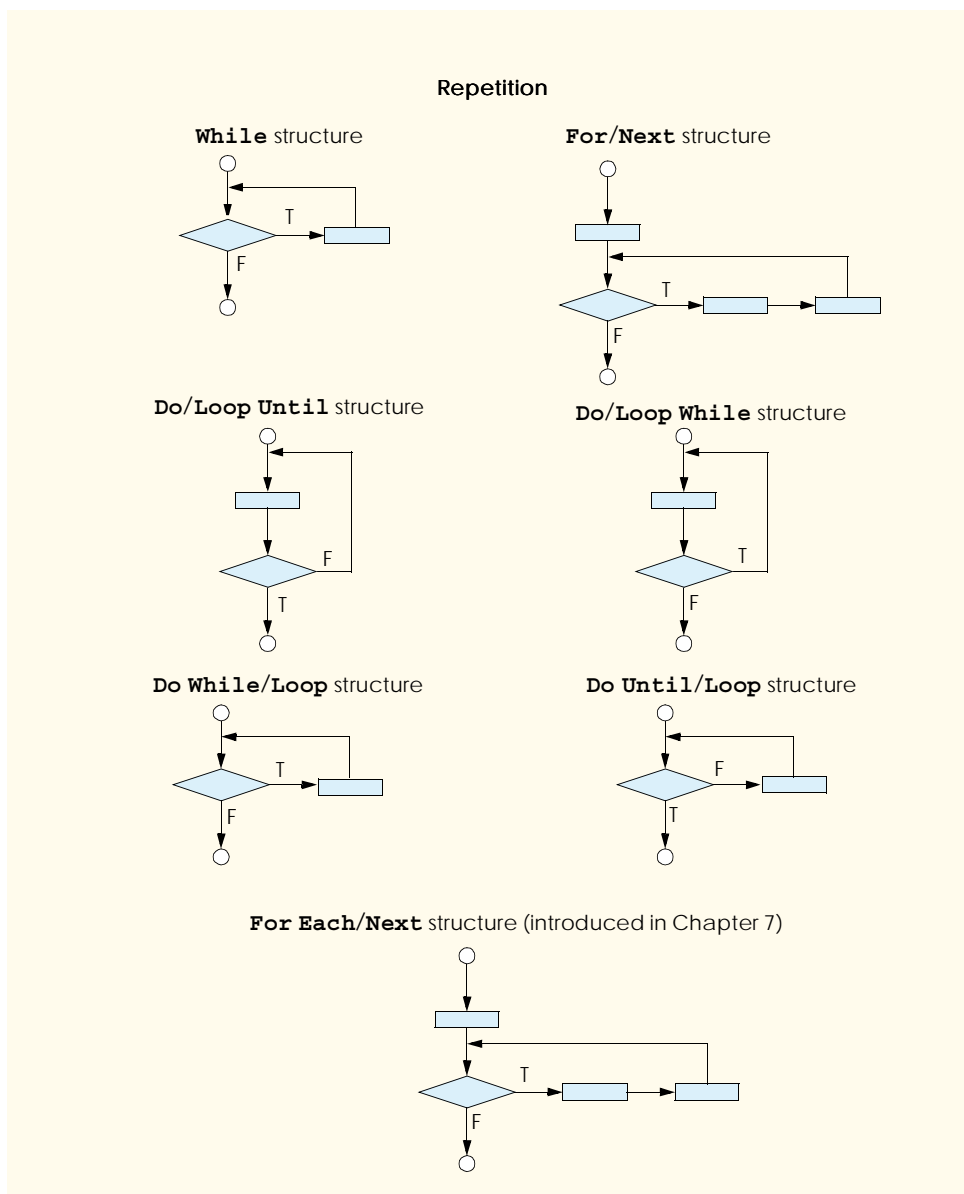 Repetition
While structure
For/Next structure
T
F
T
F
Do/Loop Until structure
Do/Loop While structure
F
T
T
F
Do While/Loop structure
Do Until/Loop structure
T
F
F
T
For Each/Next structure (introduced in Chapter 7)
T
F